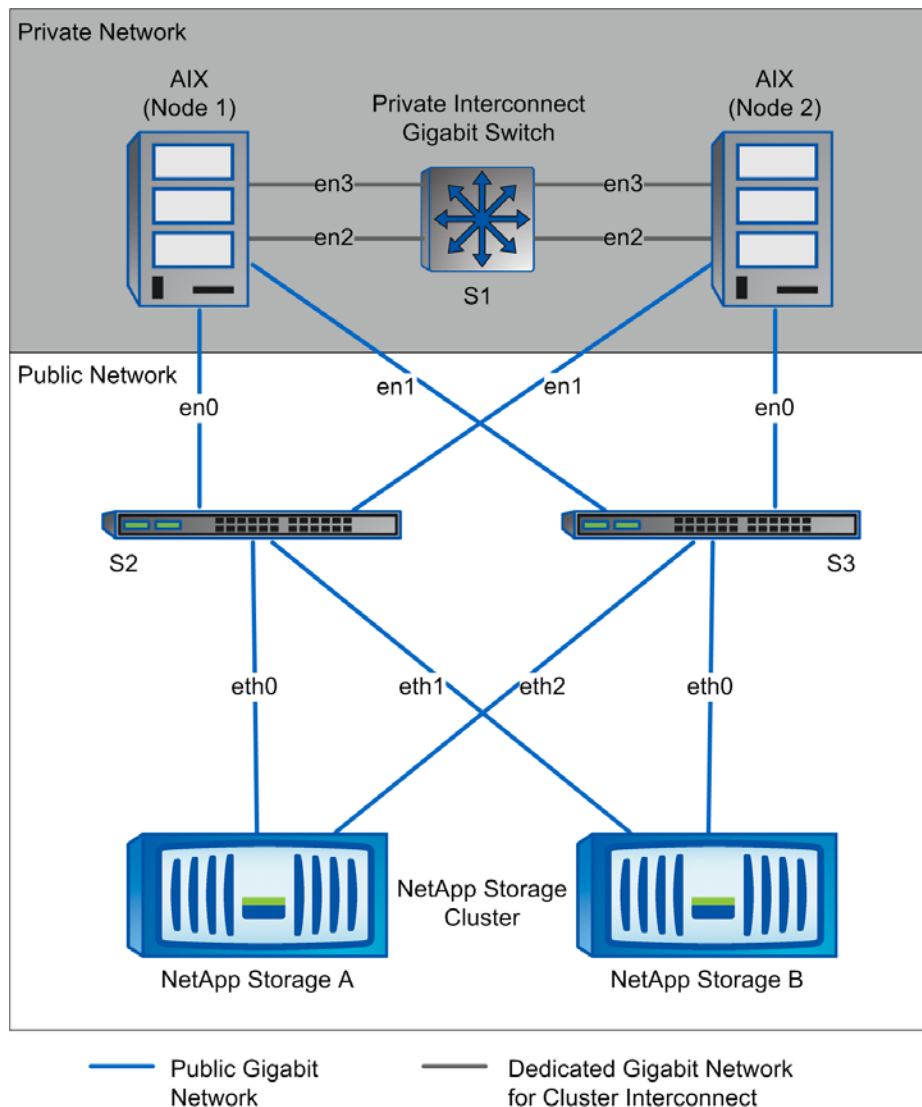 Private Network
AIX
(Node 1)
Private Interconnect
Gigabit Switch
AIX
(Node 2)
en3
en3
en2
en2
S1
Public Network
en1
en1
en0
en0
S2
S3
eth0
eth1
eth2
eth0
NetApp Storage
Cluster
NetApp Storage A
NetApp Storage B
Public Gigabit
Network
Dedicated Gigabit Network
for Cluster Interconnect